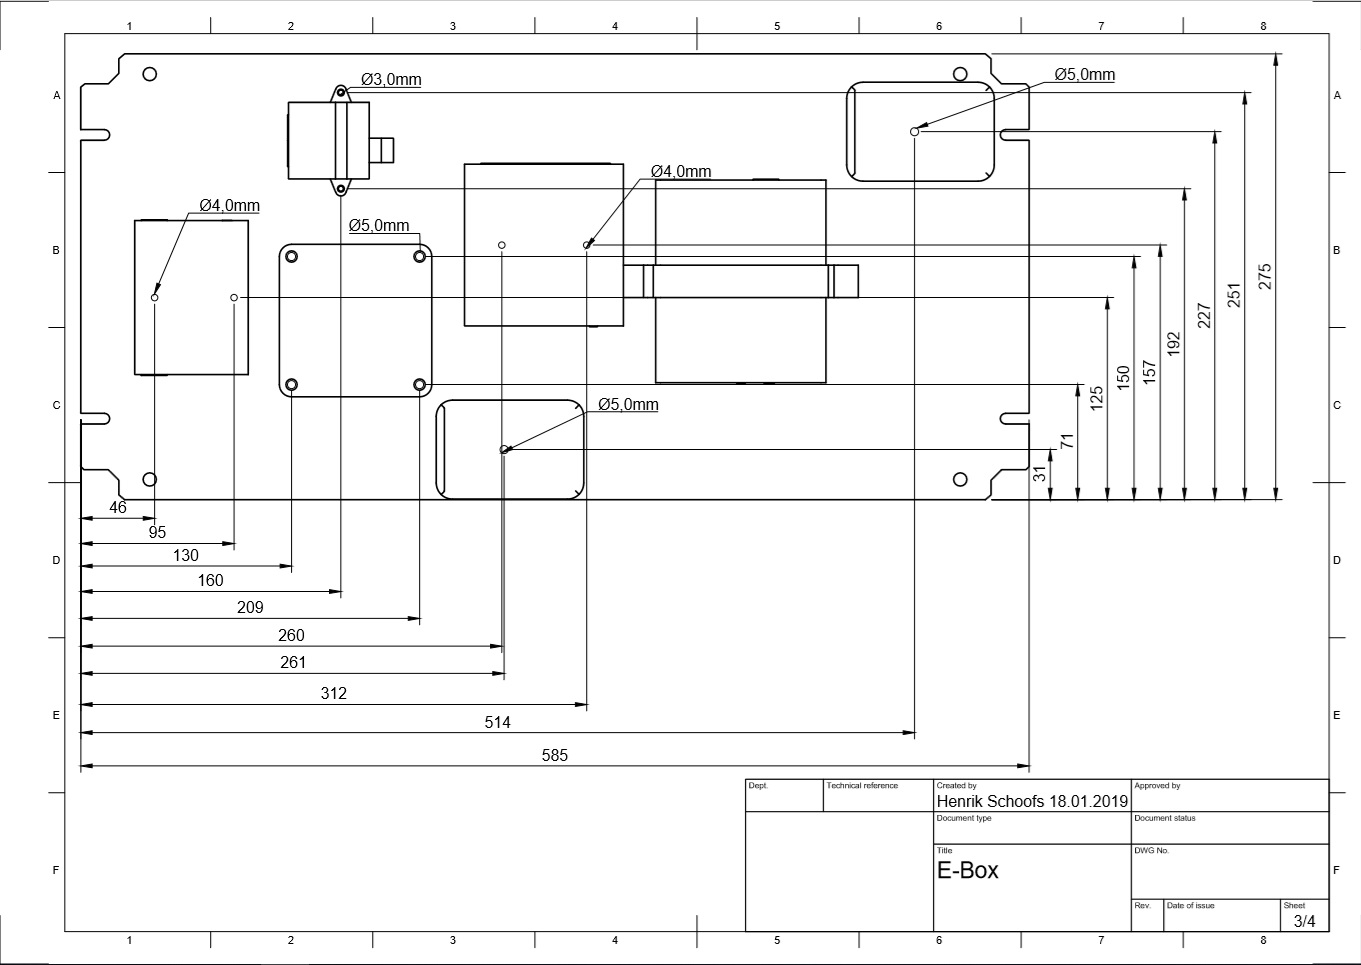 1 2 3 4 5 6 7 8
A A
Ø3,0mm
Ø5,0mm
Ø4,0mm
Ø4,0mm
Ø5,0mm
B B
275
251
227
192
157
150
125
71
31
Ø5,0mm
C C
46
95
130
D D
160
209
260
261
312
E E
514
585
Dept. Technical reference Created by Approved by
Henrik Schoofs 18.01.2019
Document type Document status
Title DWG No.
E-Box
F F
Rev. Date of issue Sheet
3/4
1 2 3 4 5 6 7 8